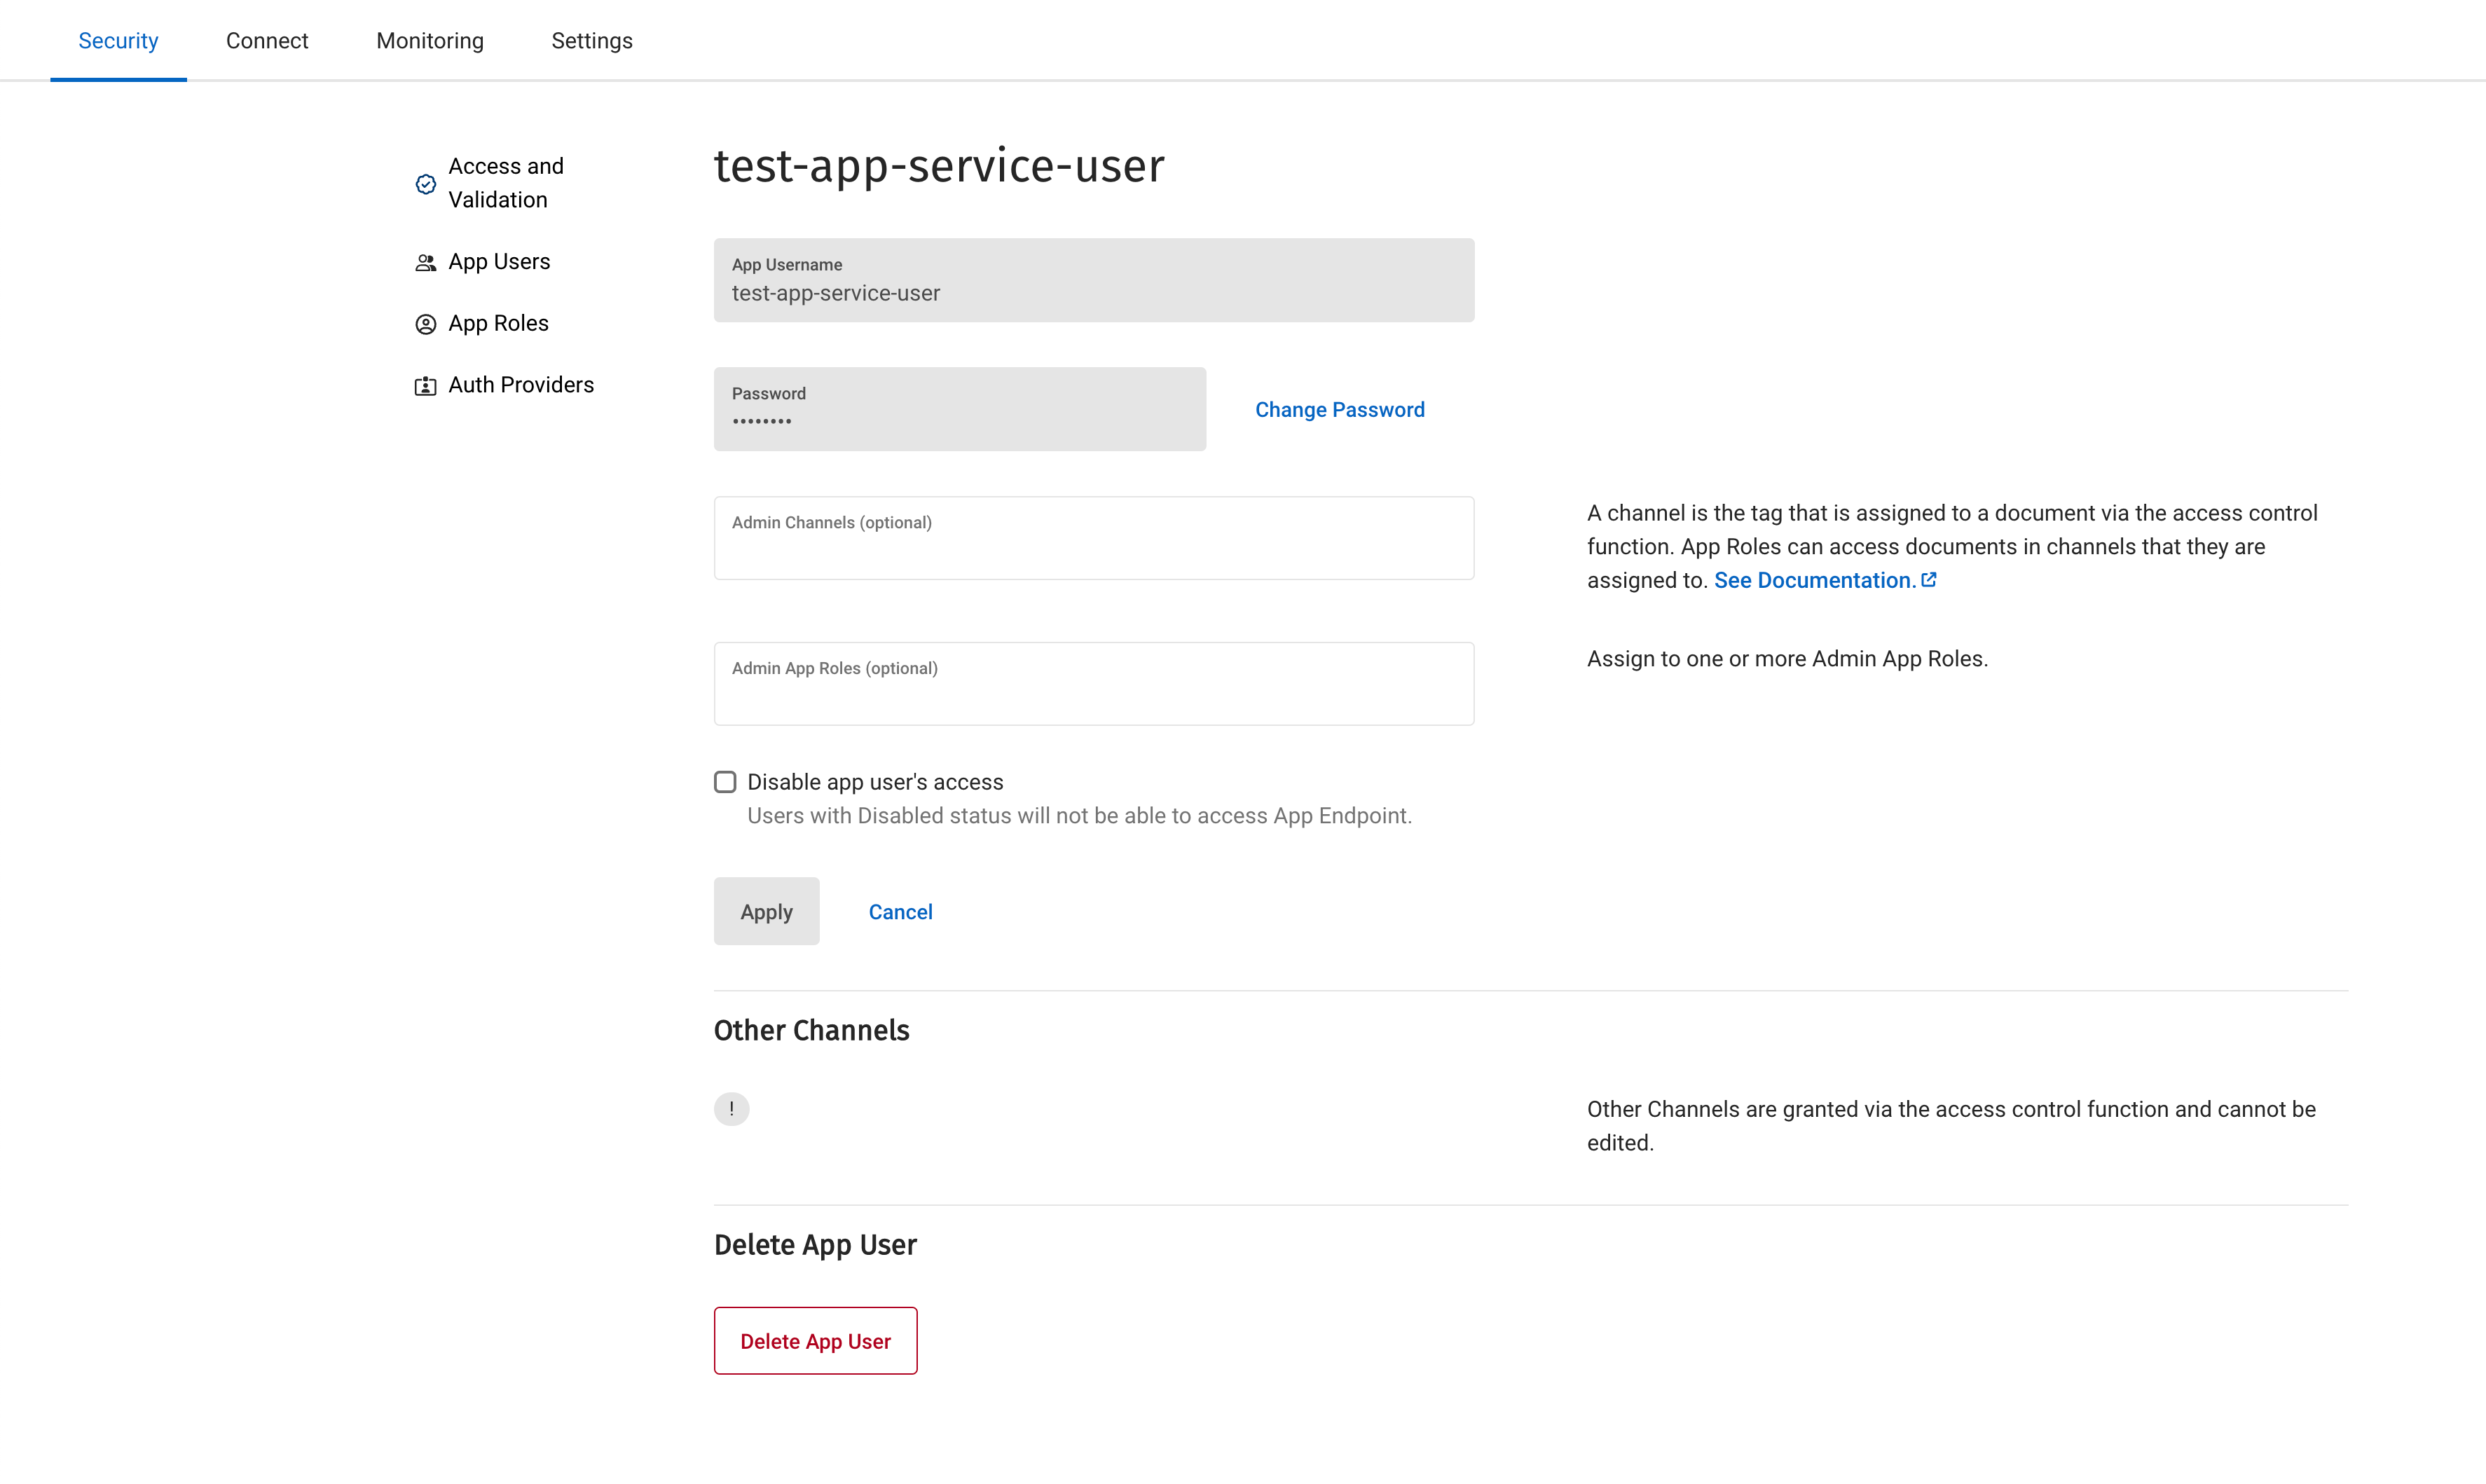 Security
Connect
Monitoring
Settings
Access and
Validation
App Users
App Roles
Auth Providers
test-app-service-user
App Username
test-app-service-user
Password
••••••••
Change Password
Admin Channels (optional)
A channel is the tag that is assigned to a document via the access control
function. App Roles can access documents in channels that they are
assigned to. See Documentation.
Admin App Roles (optional)
Assign to one or more Admin App Roles.
Disable app user's access
Users with Disabled status will not be able to access App Endpoint.
Apply
Cancel
Other Channels
!
Other Channels are granted via the access control function and cannot be
edited.
Delete App User
Delete App User